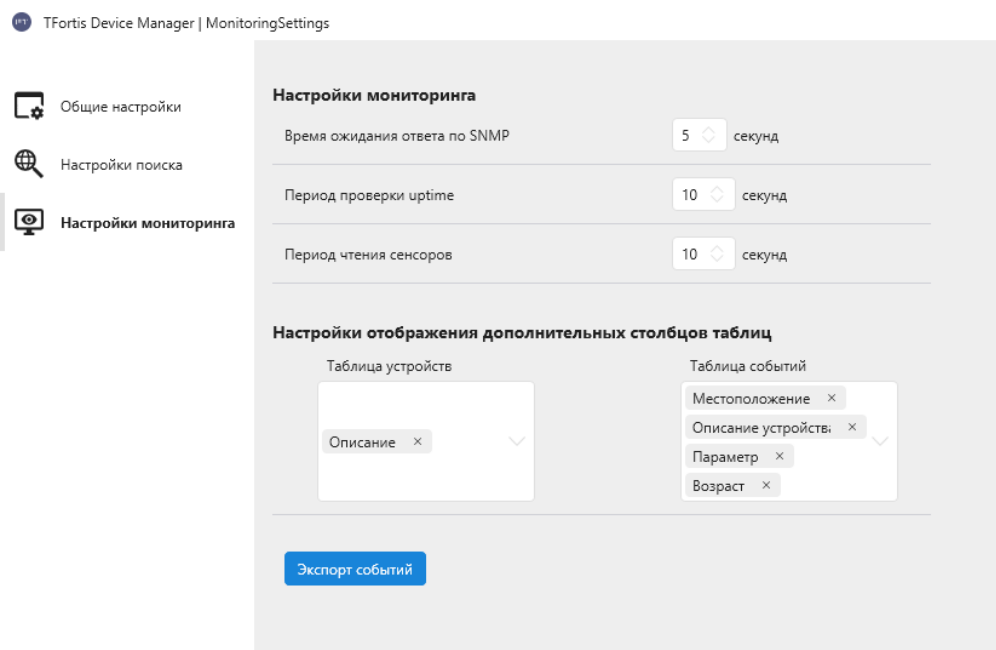 TFortis Device Manager | MonitoringSettings
Общие настройки
Настройки поиска
Настройки мониторинга
Настройки мониторинга
Время ожидания ответа по SNMP 5 секунд
Период проверки uptime 10 секунд
Период чтения сенсоров 10 секунд
Настройки отображения дополнительных столбцов таблиц
Таблица устройств
Описание ×
Таблица событий
Местоположение ×
Описание устройства ×
Параметр ×
Возраст ×
Экспорт событий